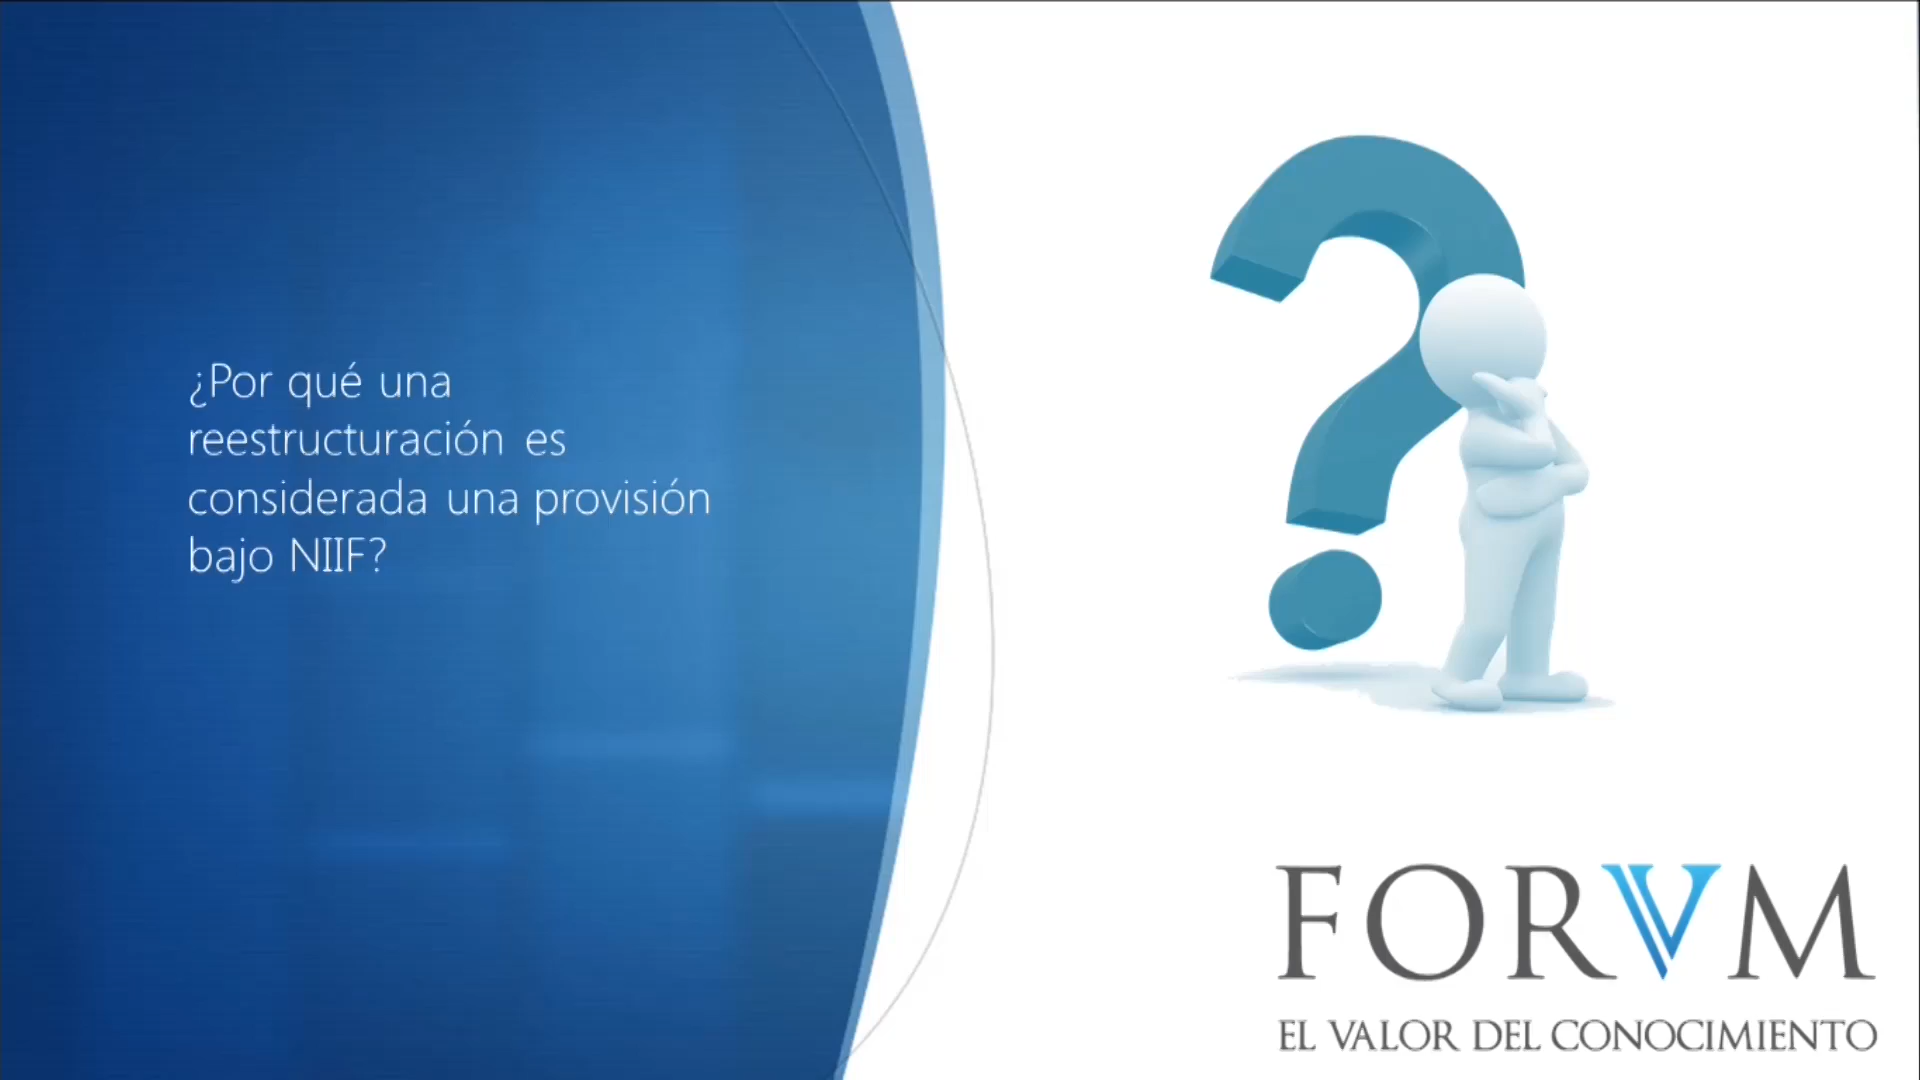 ¿Por qué una
reestructuración es
considerada una provisión
bajo NIIF?
FORVM
EL VALOR DEL CONOCIMIENTO